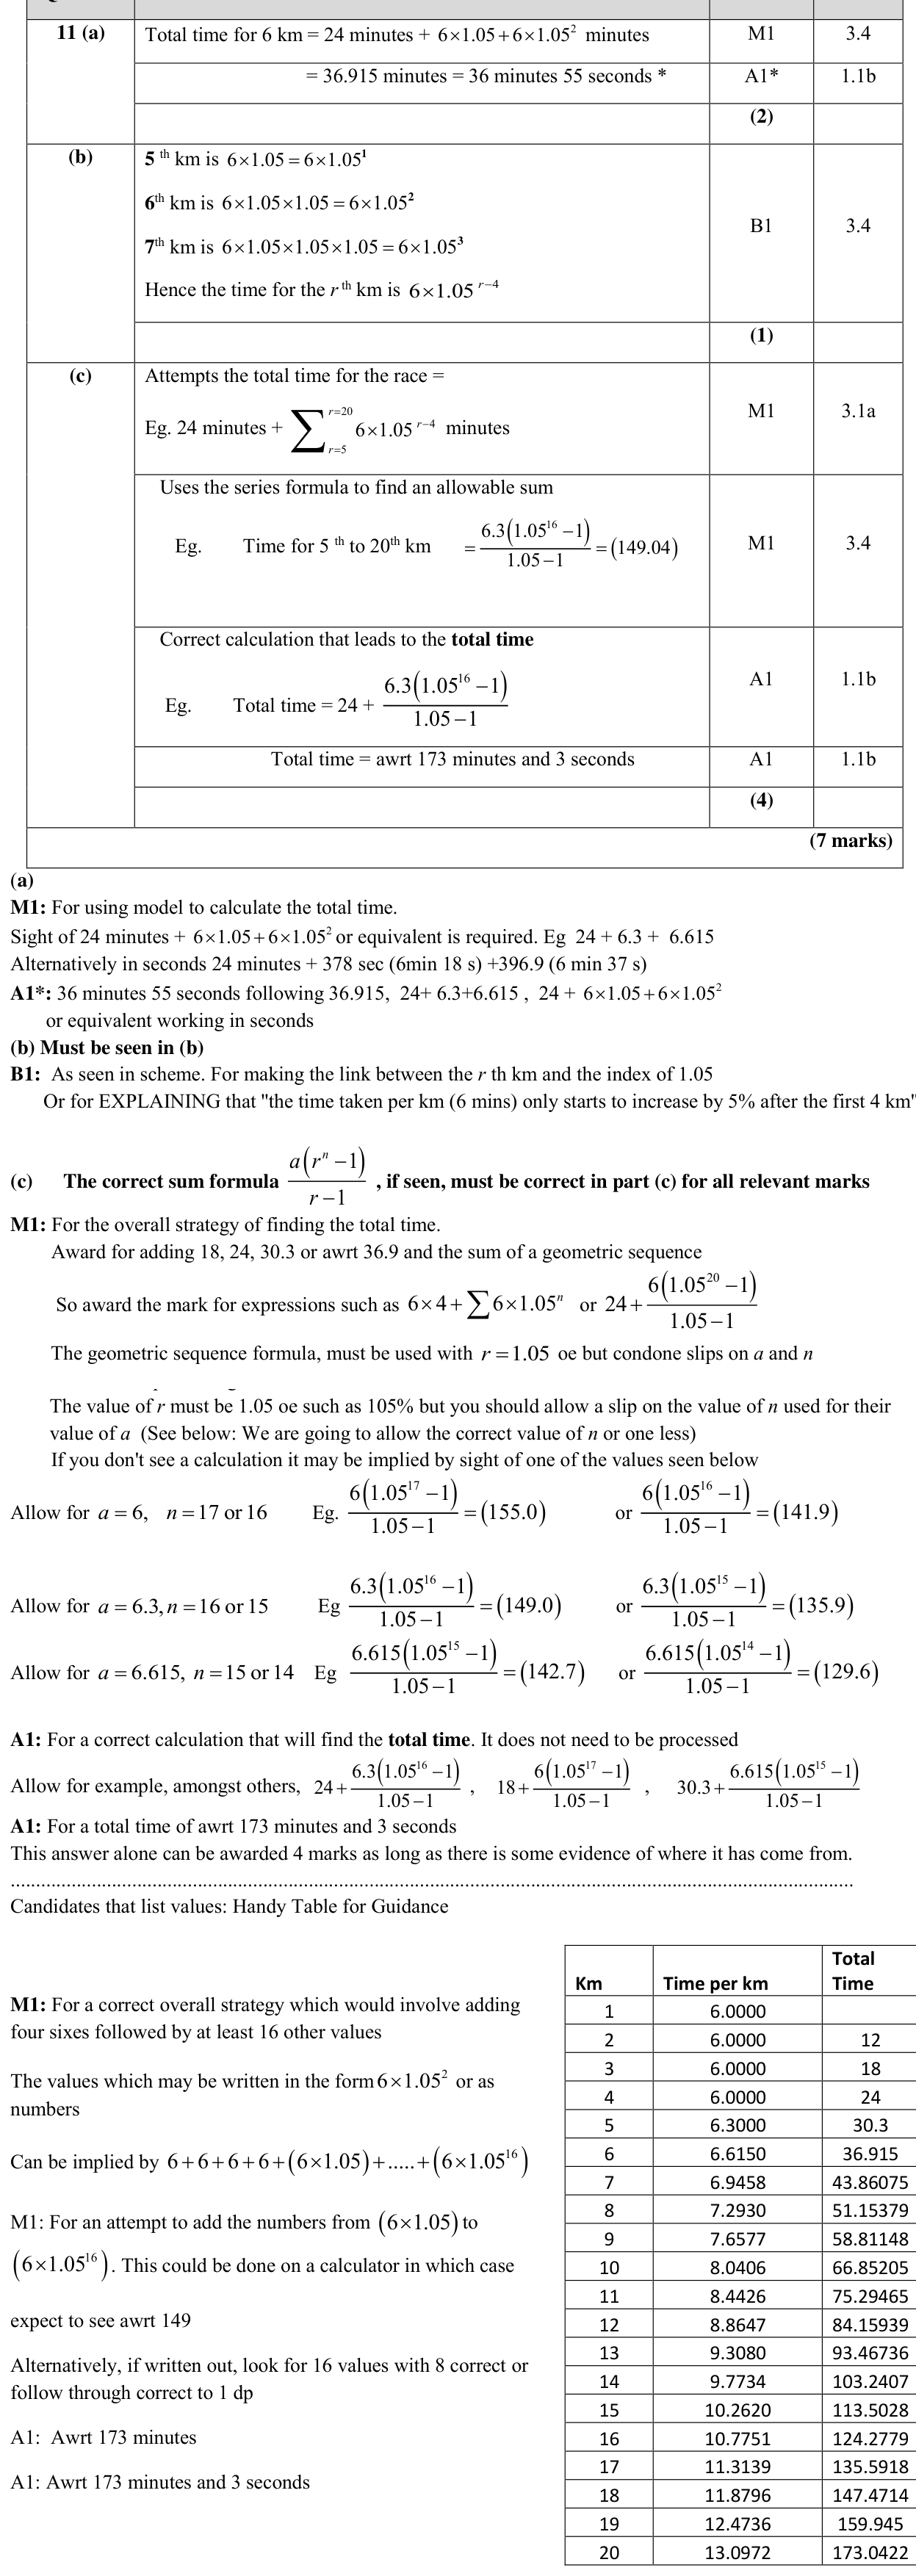 11 (a) Total time for 6 km = 24 minutes + 6×1.05+6×1.05² minutes M1 3.4
= 36.915 minutes = 36 minutes 55 seconds * A1* 1.1b
(2)
(b) 5 th km is 6×1.05 = 6×1.05¹
6th km is 6×1.05×1.05 = 6×1.05²
B1 3.4
7th km is 6×1.05×1.05×1.05 = 6×1.05³
Hence the time for the r th km is 6×1.05 r−4
(1)
(c) Attempts the total time for the race =
Eg. 24 minutes + ∑ r=5 r=20 6×1.05 r−4 minutes M1 3.1a
Uses the series formula to find an allowable sum
Eg. Time for 5 th to 20th km = 6.3(1.05¹⁶ −1) / 1.05−1 = (149.04) M1 3.4
Correct calculation that leads to the total time
Eg. Total time = 24 + 6.3(1.05¹⁶ −1) / 1.05−1 A1 1.1b
Total time = awrt 173 minutes and 3 seconds A1 1.1b
(4)
(7 marks)
(a)
M1: For using model to calculate the total time.
Sight of 24 minutes + 6×1.05+6×1.05² or equivalent is required. Eg 24 + 6.3 + 6.615
Alternatively in seconds 24 minutes + 378 sec (6min 18 s) +396.9 (6 min 37 s)
A1*: 36 minutes 55 seconds following 36.915, 24+ 6.3+6.615 , 24 + 6×1.05+6×1.05²
or equivalent working in seconds
(b) Must be seen in (b)
B1: As seen in scheme. For making the link between the r th km and the index of 1.05
Or for EXPLAINING that "the time taken per km (6 mins) only starts to increase by 5% after the first 4 km"
(c) The correct sum formula a(rⁿ −1) / r−1 , if seen, must be correct in part (c) for all relevant marks
M1: For the overall strategy of finding the total time.
Award for adding 18, 24, 30.3 or awrt 36.9 and the sum of a geometric sequence
So award the mark for expressions such as 6×4+∑6×1.05ⁿ or 24+ 6(1.05²⁰ −1) / 1.05−1
The geometric sequence formula, must be used with r =1.05 oe but condone slips on a and n
The value of r must be 1.05 oe such as 105% but you should allow a slip on the value of n used for their
value of a (See below: We are going to allow the correct value of n or one less)
If you don't see a calculation it may be implied by sight of one of the values seen below
Allow for a = 6, n =17 or 16 Eg. 6(1.05¹⁷ −1) / 1.05−1 = (155.0) or 6(1.05¹⁶ −1) / 1.05−1 = (141.9)
Allow for a = 6.3, n =16 or 15 Eg 6.3(1.05¹⁶ −1) / 1.05−1 = (149.0) or 6.3(1.05¹⁵ −1) / 1.05−1 = (135.9)
Allow for a = 6.615, n =15 or 14 Eg 6.615(1.05¹⁵ −1) / 1.05−1 = (142.7) or 6.615(1.05¹⁴ −1) / 1.05−1 = (129.6)
A1: For a correct calculation that will find the total time. It does not need to be processed
Allow for example, amongst others, 24+ 6.3(1.05¹⁶ −1) / 1.05−1 , 18+ 6(1.05¹⁷ −1) / 1.05−1 , 30.3+ 6.615(1.05¹⁵ −1) / 1.05−1
A1: For a total time of awrt 173 minutes and 3 seconds
This answer alone can be awarded 4 marks as long as there is some evidence of where it has come from.
Candidates that list values: Handy Table for Guidance
M1: For a correct overall strategy which would involve adding
four sixes followed by at least 16 other values
The values which may be written in the form 6×1.05² or as
numbers
Can be implied by 6+6+6+6+(6×1.05)+.....+(6×1.05¹⁶)
M1: For an attempt to add the numbers from (6×1.05) to
(6×1.05¹⁶). This could be done on a calculator in which case
expect to see awrt 149
Alternatively, if written out, look for 16 values with 8 correct or
follow through correct to 1 dp
A1: Awrt 173 minutes
A1: Awrt 173 minutes and 3 seconds
Km Time per km Total Time
1 6.0000
2 6.0000 12
3 6.0000 18
4 6.0000 24
5 6.3000 30.3
6 6.6150 36.915
7 6.9458 43.86075
8 7.2930 51.15379
9 7.6577 58.81148
10 8.0406 66.85205
11 8.4426 75.29465
12 8.8647 84.15939
13 9.3080 93.46736
14 9.7734 103.2407
15 10.2620 113.5028
16 10.7751 124.2779
17 11.3139 135.5918
18 11.8796 147.4714
19 12.4736 159.945
20 13.0972 173.0422